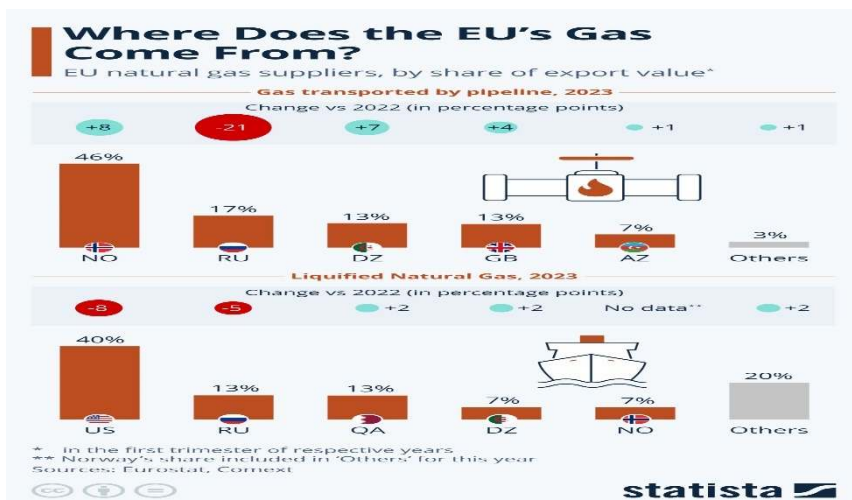 Where Does the EU's Gas
Come From?
EU natural gas suppliers, by share of export value*
Gas transported by pipeline, 2023
Change vs 2022 (in percentage points)
+8 -21 +7 +4 +1 +1
46% 17% 13% 13% 7% 3%
NO RU DZ GB AZ Others
Liquified Natural Gas, 2023
Change vs 2022 (in percentage points)
-8 -5 +2 +2 No data** +2
40% 13% 13% 7% 7% 20%
US RU QA DZ NO Others
* in the first trimester of respective years
** Norway's share included in 'Others' for this year
Sources: Eurostat, Comext
cc
statista